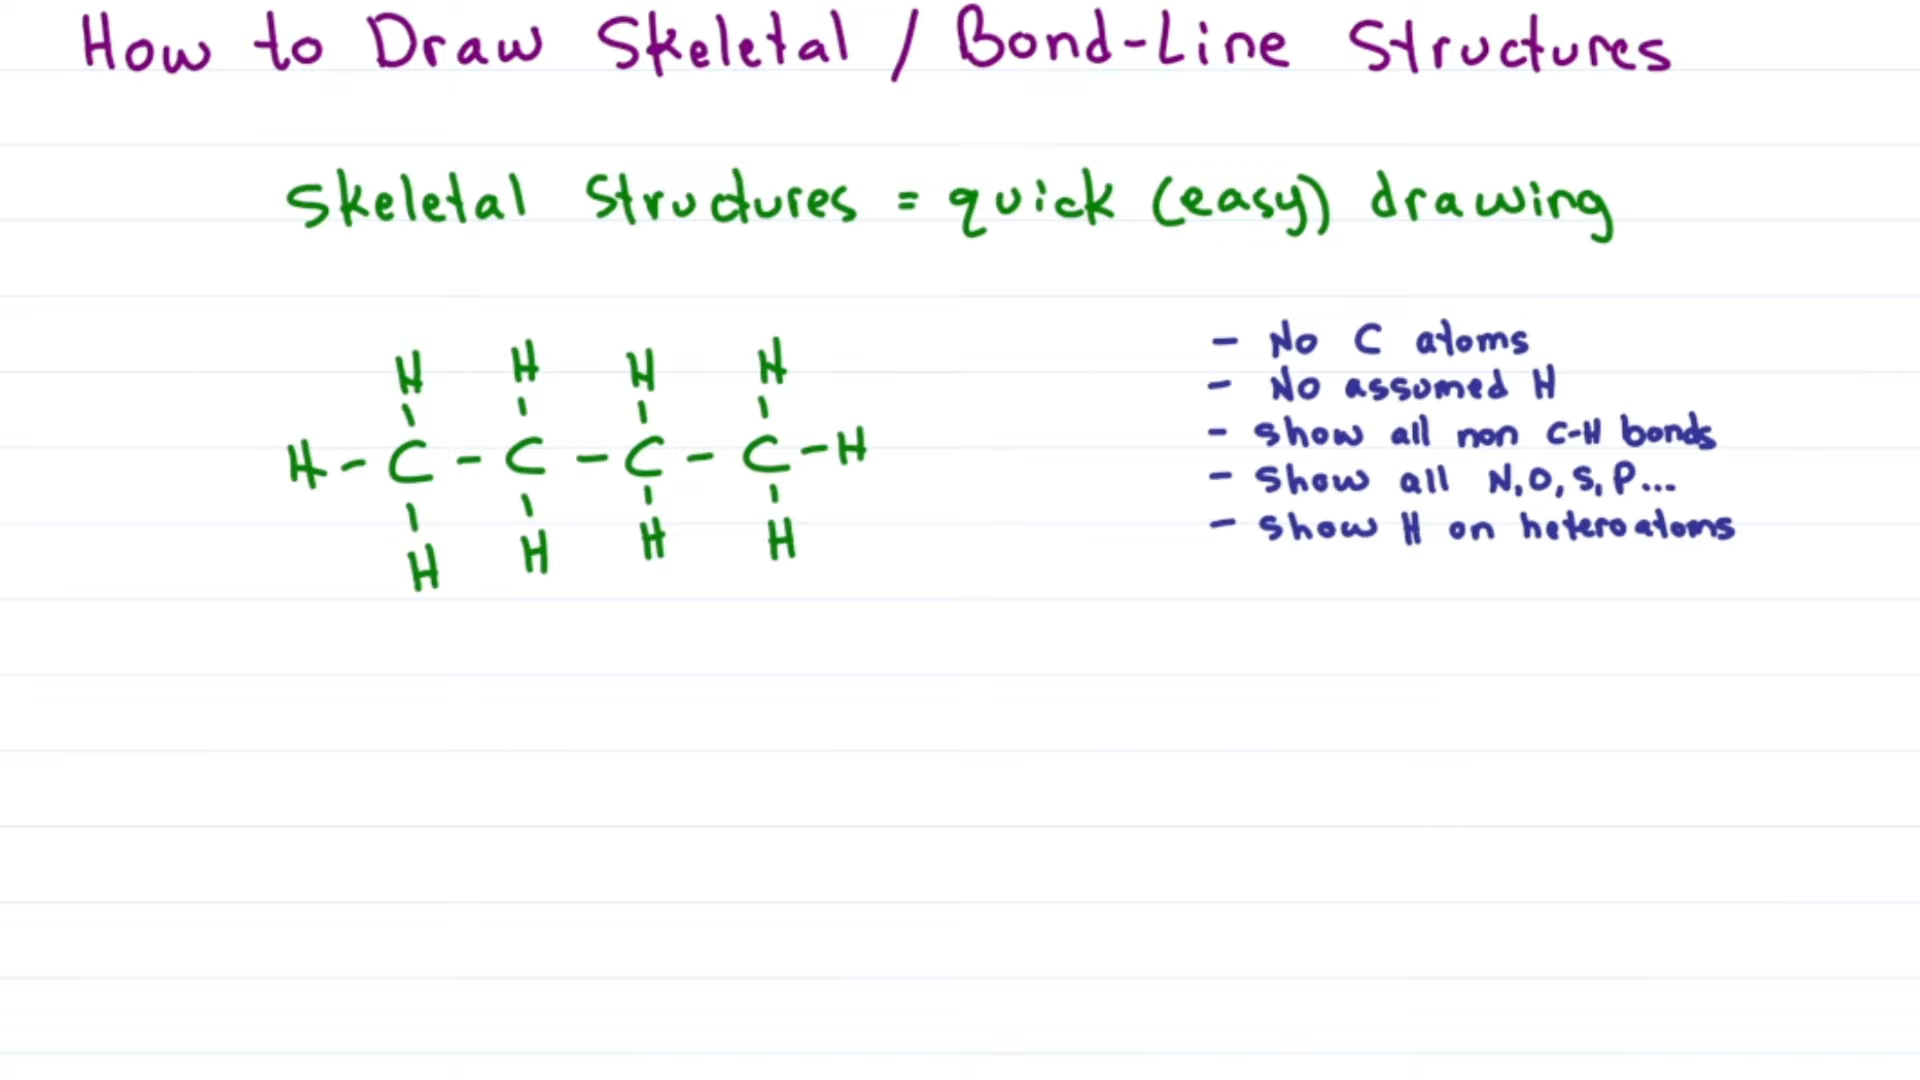 How to Draw Skeletal / Bond-Line Structures
Skeletal Structures = quick (easy) drawing
H H H H
H - C - C - C - C - H
H H H H
- No C atoms
- No assumed H
- Show all non C-H bonds
- Show all N, O, S, P...
- Show H on heteroatoms